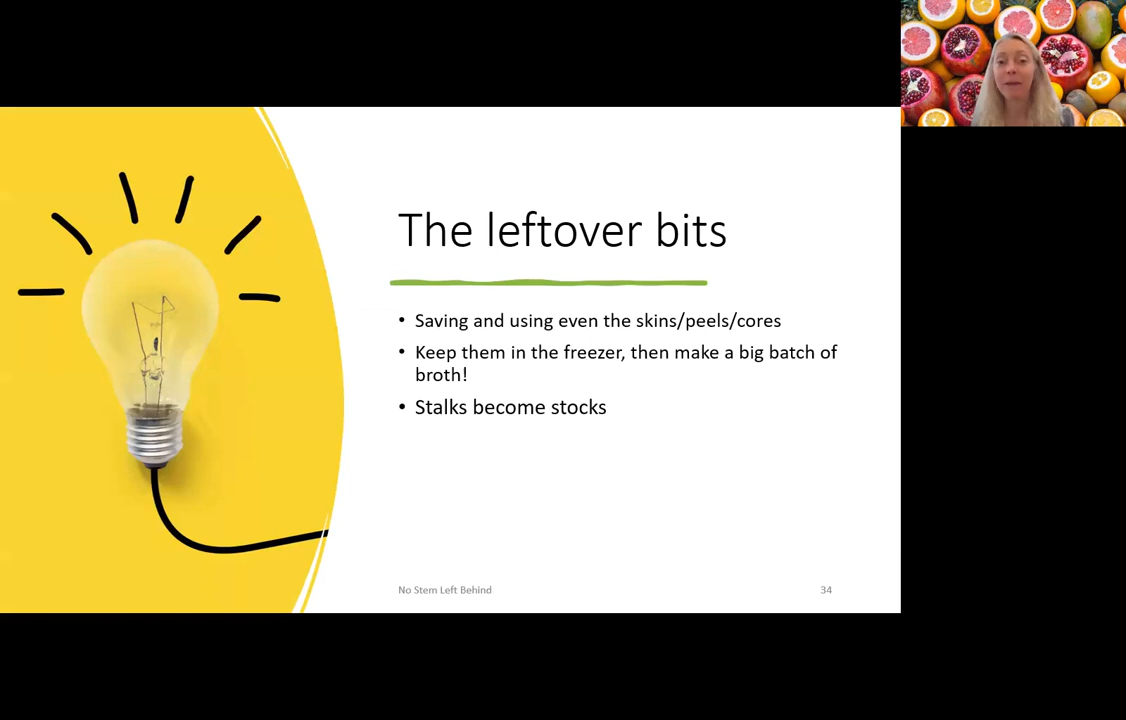 The leftover bits
• Saving and using even the skins/peels/cores
• Keep them in the freezer, then make a big batch of
broth!
• Stalks become stocks
No Stem Left Behind
34